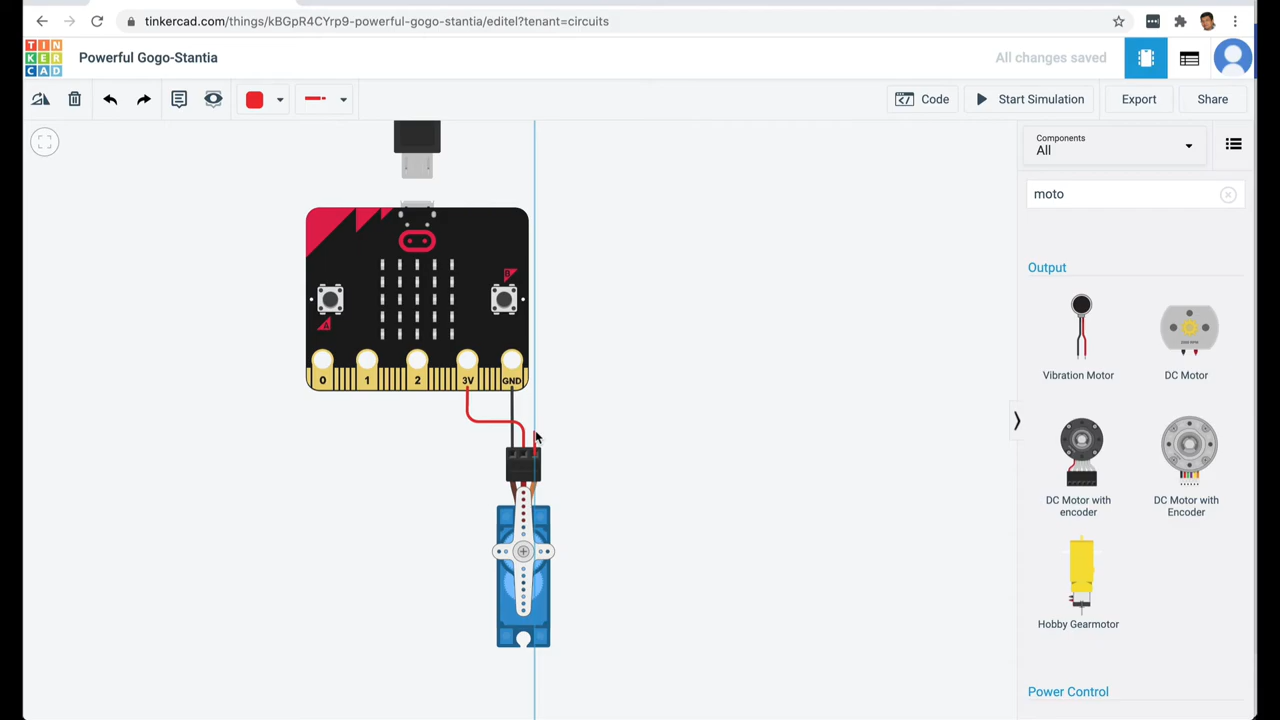 tinkercad.com/things/kBGpR4CYrp9-powerful-gogo-stantia/editel?tenant=circuits
TIN
KER
CAD
Powerful Gogo-Stantia
All changes saved
Code
Start Simulation
Export
Share
Components
All
moto
Output
Vibration Motor
DC Motor
DC Motor with
encoder
DC Motor with
Encoder
Hobby Gearmotor
Power Control
B
A
0 1 2 3V GND